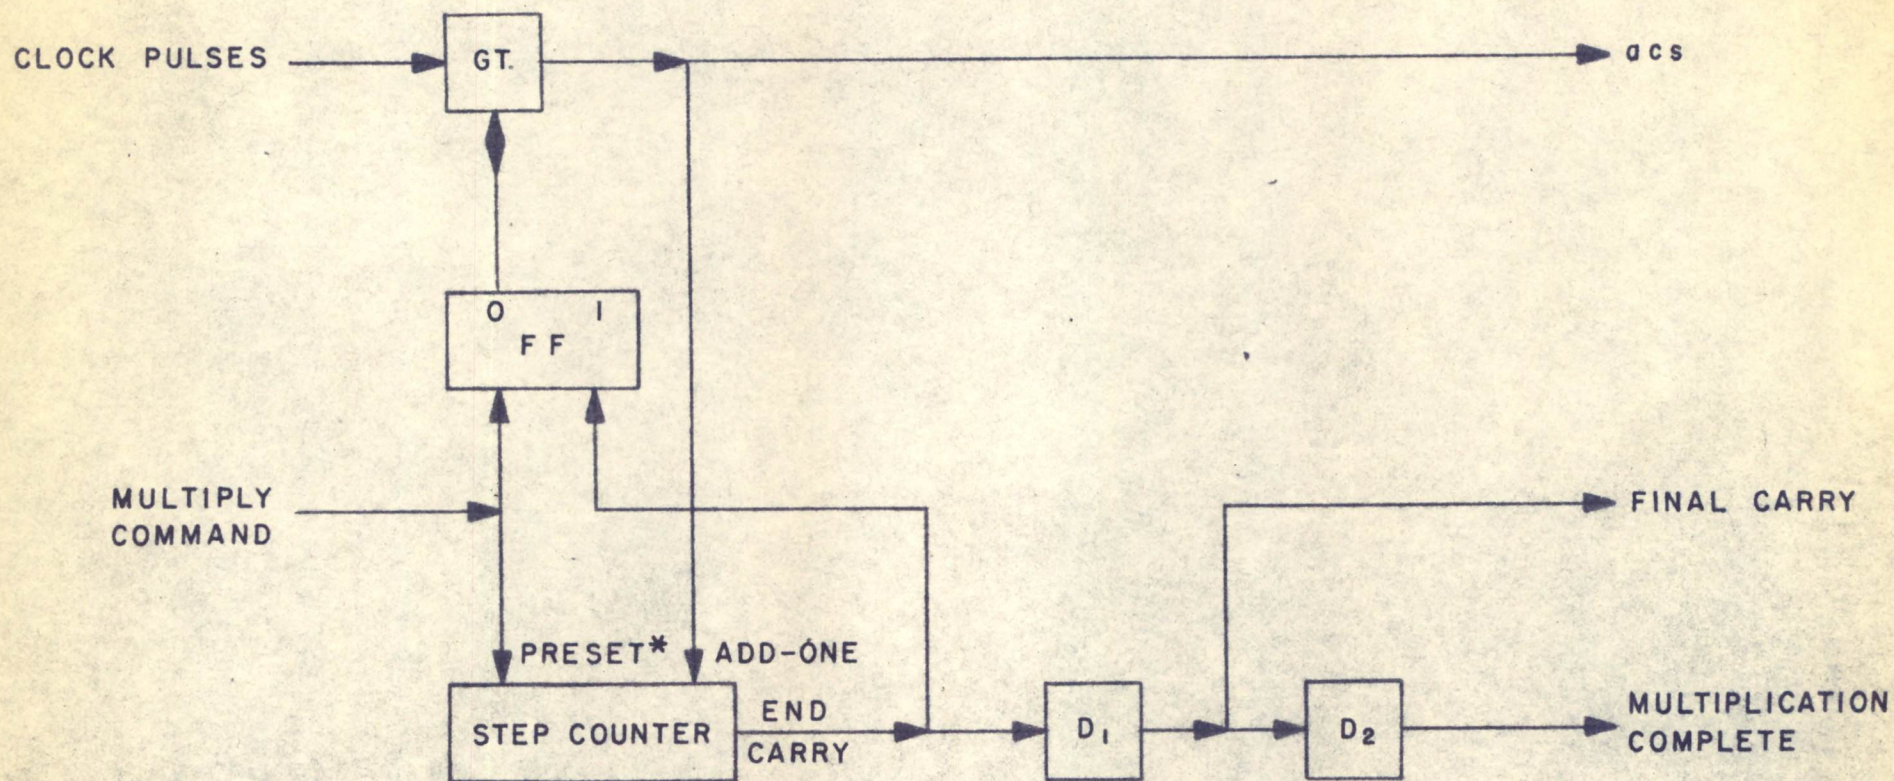 CLOCK PULSES
GT.
acs
O I
FF
MULTIPLY
COMMAND
FINAL CARRY
PRESET*
ADD-ONE
STEP COUNTER
END
CARRY
D₁
D₂
MULTIPLICATION
COMPLETE